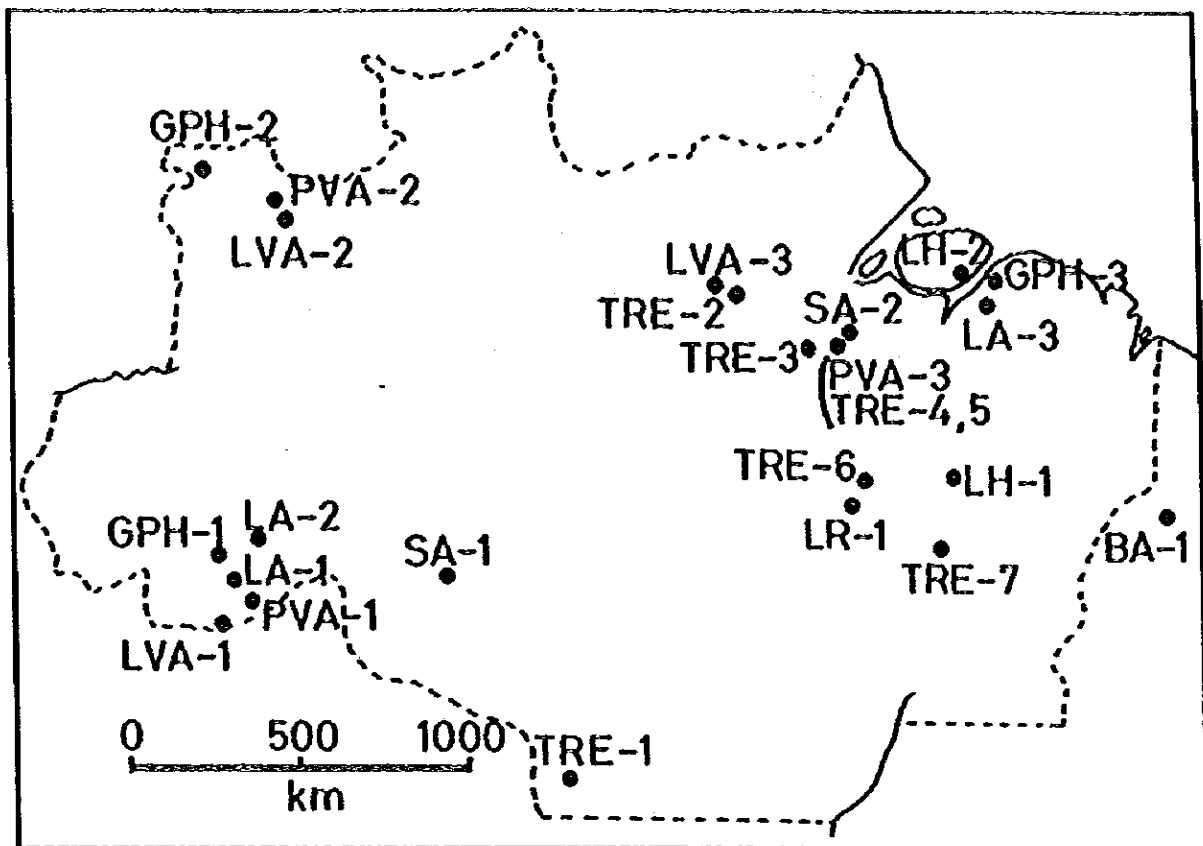 GPH-2
PVA-2
LVA-2
LVA-3
LH-2
GPH-3
TRE-2
SA-2
LA-3
TRE-3
PVA-3
TRE-4,5
TRE-6
LH-1
LR-1
BA-1
TRE-7
GPH-1
LA-2
SA-1
LA-1
PVA-1
LVA-1
0 500 1000
km
TRE-1